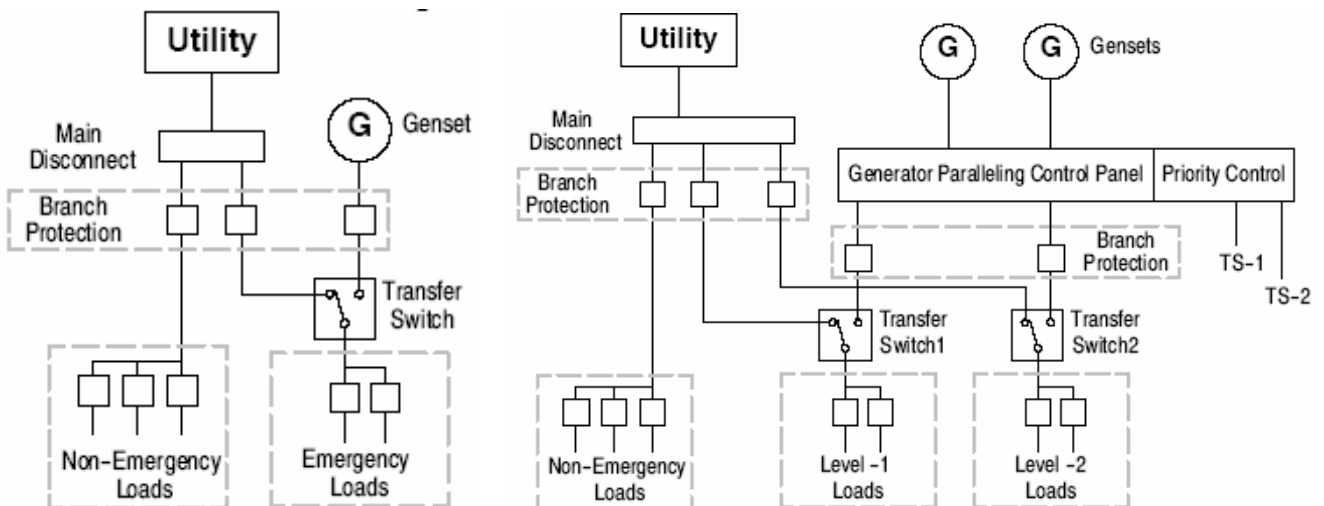 Utility
G
Genset
Main
Disconnect
Branch
Protection
Transfer
Switch
Non-Emergency
Loads
Emergency
Loads
Utility
G
G
Gensets
Main
Disconnect
Generator Paralleling Control Panel
Priority Control
Branch
Protection
Branch
Protection
TS-1
TS-2
Transfer
Switch1
Transfer
Switch2
Non-Emergency
Loads
Level -1
Loads
Level -2
Loads